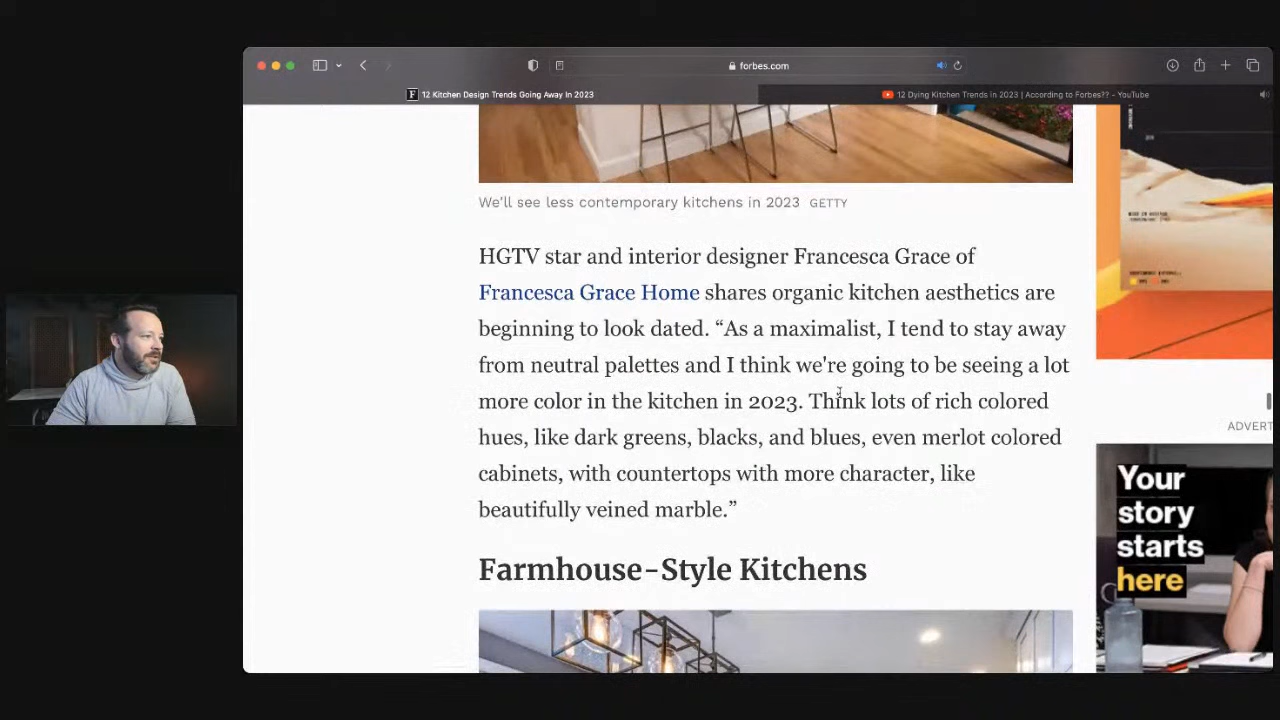 forbes.com
12 Kitchen Design Trends Going Away In 2023
12 Dying Kitchen Trends in 2023 | According to Forbes?? - YouTube
We'll see less contemporary kitchens in 2023 GETTY
HGTV star and interior designer Francesca Grace of
Francesca Grace Home shares organic kitchen aesthetics are
beginning to look dated. “As a maximalist, I tend to stay away
from neutral palettes and I think we're going to be seeing a lot
more color in the kitchen in 2023. Think lots of rich colored
hues, like dark greens, blacks, and blues, even merlot colored
cabinets, with countertops with more character, like
beautifully veined marble.”
Farmhouse-Style Kitchens
ADVERT
Your
story
starts
here